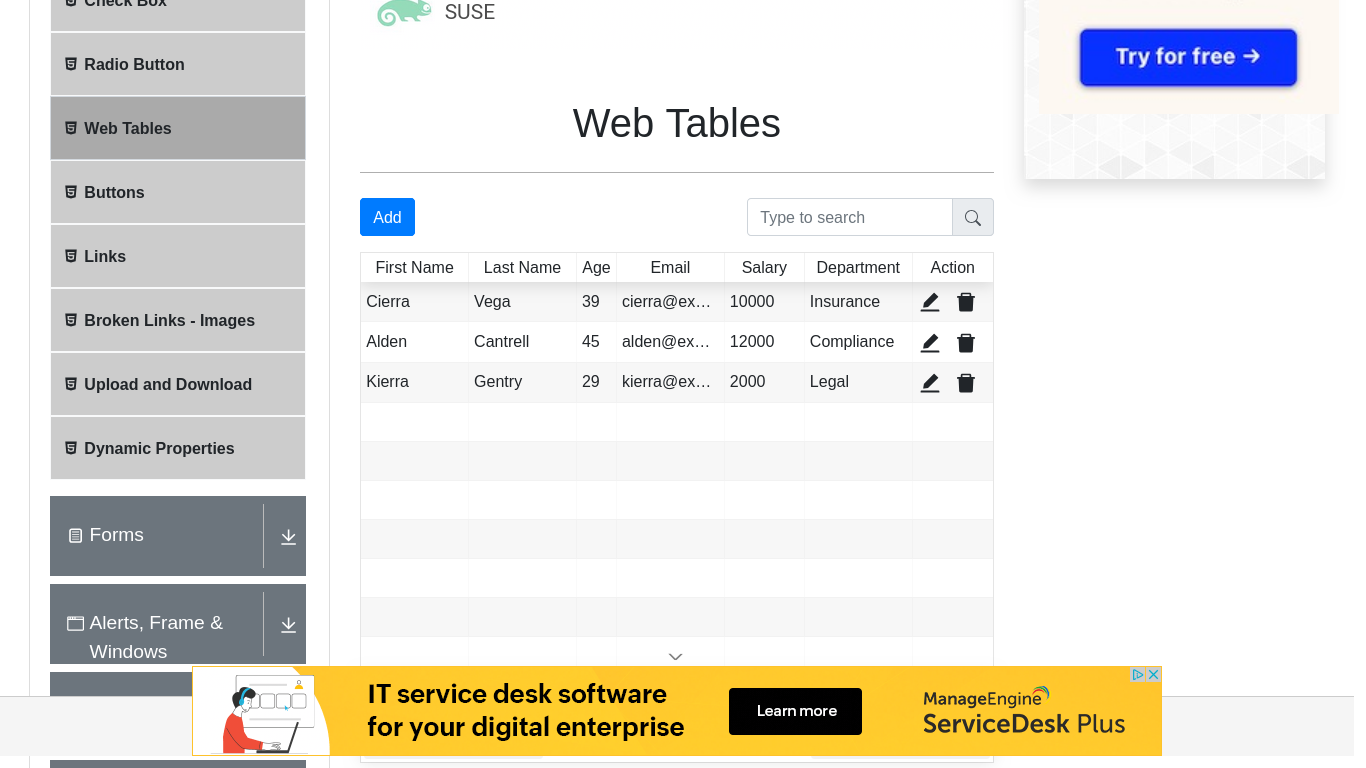 Check Box
Radio Button
Web Tables
Buttons
Links
Broken Links - Images
Upload and Download
Dynamic Properties
Forms
Alerts, Frame &
Windows
SUSE
Web Tables
Add
Type to search
First Name Last Name Age Email Salary Department Action
Cierra Vega 39 cierra@ex… 10000 Insurance
Alden Cantrell 45 alden@ex… 12000 Compliance
Kierra Gentry 29 kierra@ex… 2000 Legal
Try for free →
IT service desk software
for your digital enterprise
Learn more
ManageEngine
ServiceDesk Plus